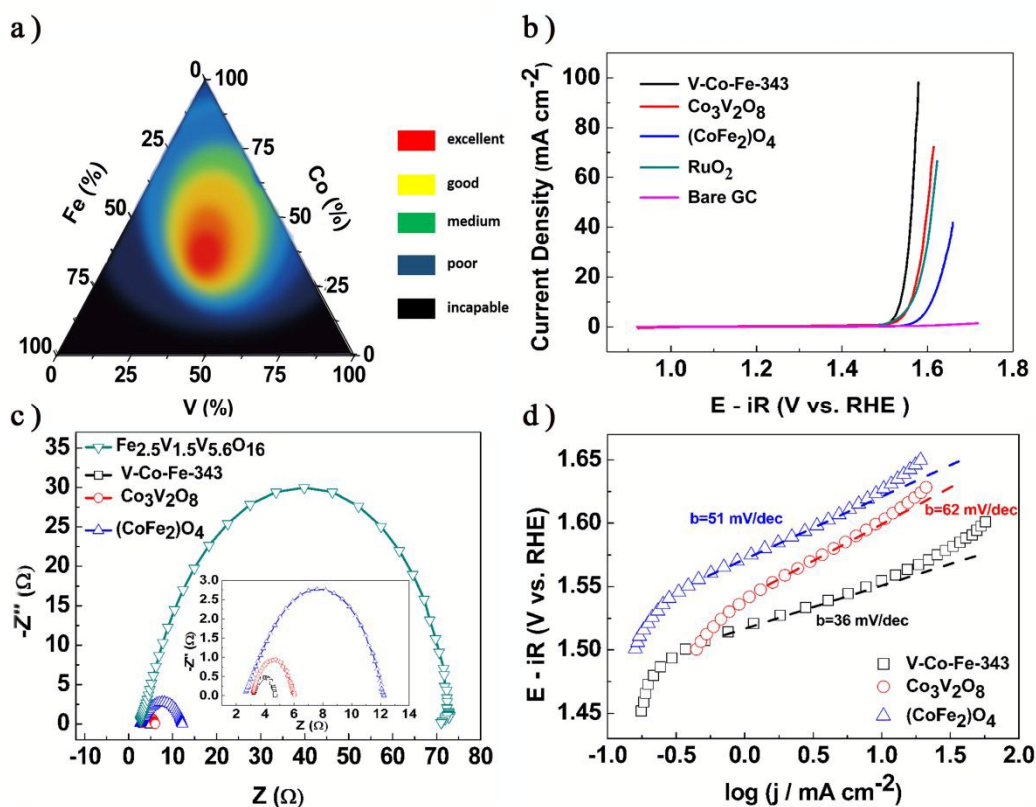 a )
0
100
25
75
Fe (%)
Co (%)
50
50
75
25
100
0
0
25
50
75
100
V (%)
excellent
good
medium
poor
incapable
b )
100
80
60
40
20
0
Current Density (mA cm-2)
V-Co-Fe-343
Co3V2O8
(CoFe2)O4
RuO2
Bare GC
1.0
1.2
1.4
1.6
1.8
E - iR (V vs. RHE )
c )
35
30
25
20
15
10
5
0
-Z" (Ω)
Fe2.5V1.5V5.6O16
V-Co-Fe-343
Co3V2O8
(CoFe2)O4
3.0
2.5
2.0
1.5
1.0
0.5
0.0
-Z'' (Ω)
2 4 6 8 10 12 14
Z (Ω)
-10 0 10 20 30 40 50 60 70 80
Z (Ω)
d )
1.65
1.60
1.55
1.50
1.45
E - iR (V vs. RHE)
b=51 mV/dec
b=62 mV/dec
b=36 mV/dec
V-Co-Fe-343
Co3V2O8
(CoFe2)O4
-1.0 -0.5 0.0 0.5 1.0 1.5 2.0
log (j / mA cm-2)